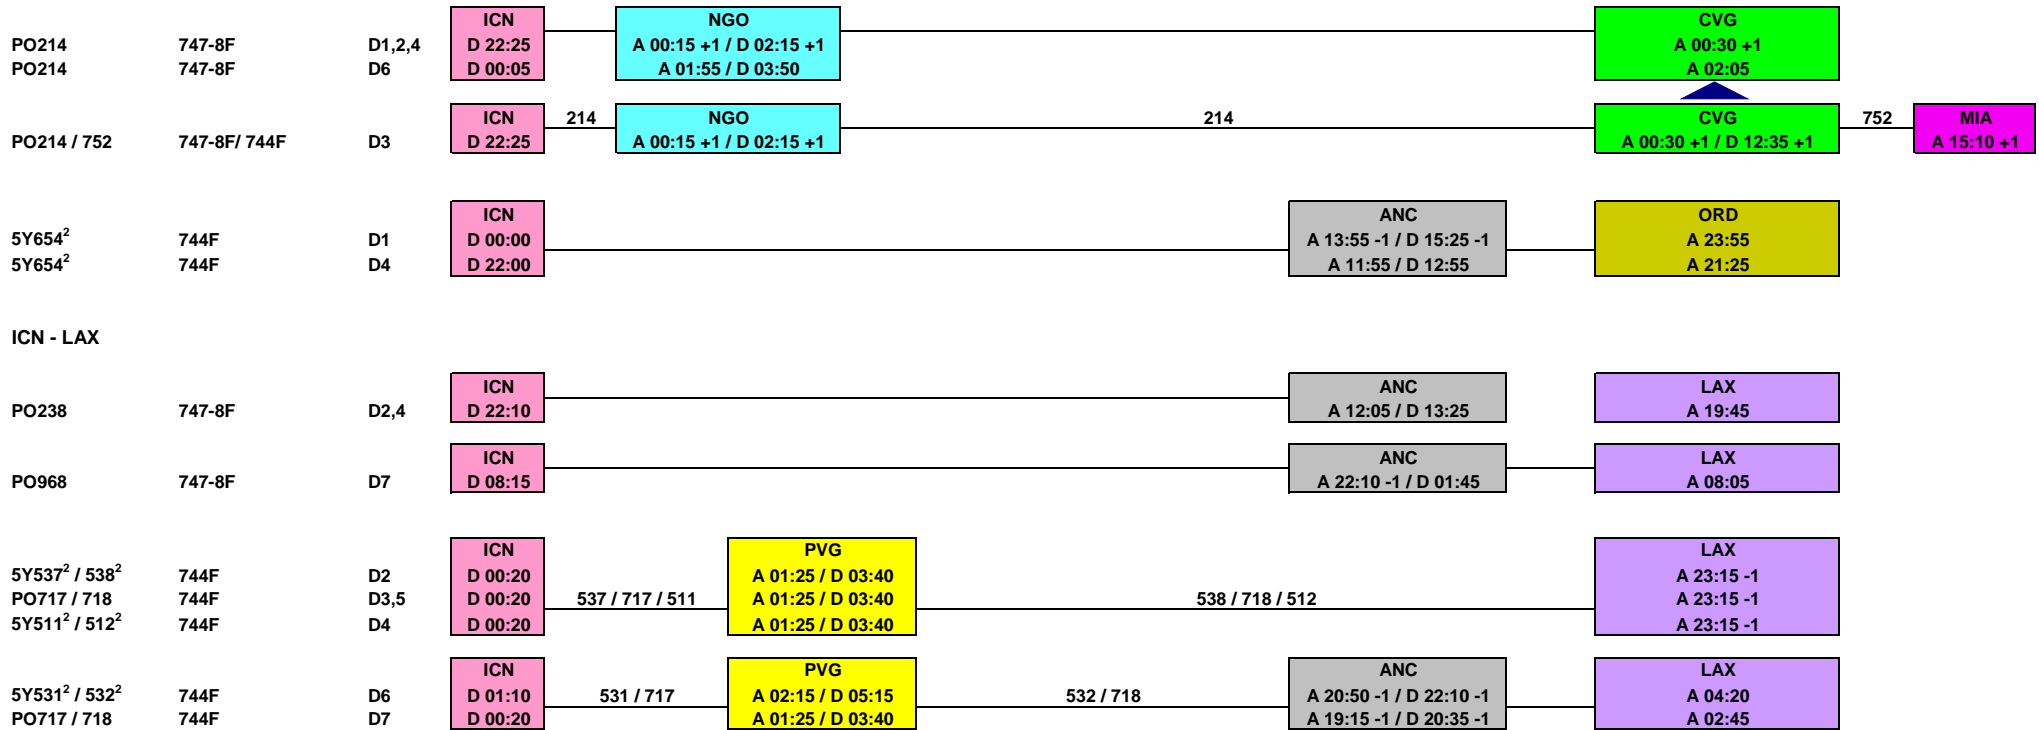 ICN NGO CVG
PO214 747-8F D1,2,4 D 22:25 A 00:15 +1 / D 02:15 +1 A 00:30 +1
PO214 747-8F D6 D 00:05 A 01:55 / D 03:50 A 02:05
ICN 214 NGO 214 CVG 752 MIA
PO214 / 752 747-8F/ 744F D3 D 22:25 A 00:15 +1 / D 02:15 +1 A 00:30 +1 / D 12:35 +1 A 15:10 +1
ICN ANC ORD
5Y654² 744F D1 D 00:00 A 13:55 -1 / D 15:25 -1 A 23:55
5Y654² 744F D4 D 22:00 A 11:55 / D 12:55 A 21:25
ICN - LAX
ICN ANC LAX
PO238 747-8F D2,4 D 22:10 A 12:05 / D 13:25 A 19:45
ICN ANC LAX
PO968 747-8F D7 D 08:15 A 22:10 -1 / D 01:45 A 08:05
ICN PVG LAX
5Y537² / 538² 744F D2 D 00:20 A 01:25 / D 03:40 A 23:15 -1
PO717 / 718 744F D3,5 D 00:20 537 / 717 / 511 A 01:25 / D 03:40 538 / 718 / 512 A 23:15 -1
5Y511² / 512² 744F D4 D 00:20 A 01:25 / D 03:40 A 23:15 -1
ICN PVG ANC LAX
5Y531² / 532² 744F D6 D 01:10 531 / 717 A 02:15 / D 05:15 532 / 718 A 20:50 -1 / D 22:10 -1 A 04:20
PO717 / 718 744F D7 D 00:20 A 01:25 / D 03:40 A 19:15 -1 / D 20:35 -1 A 02:45